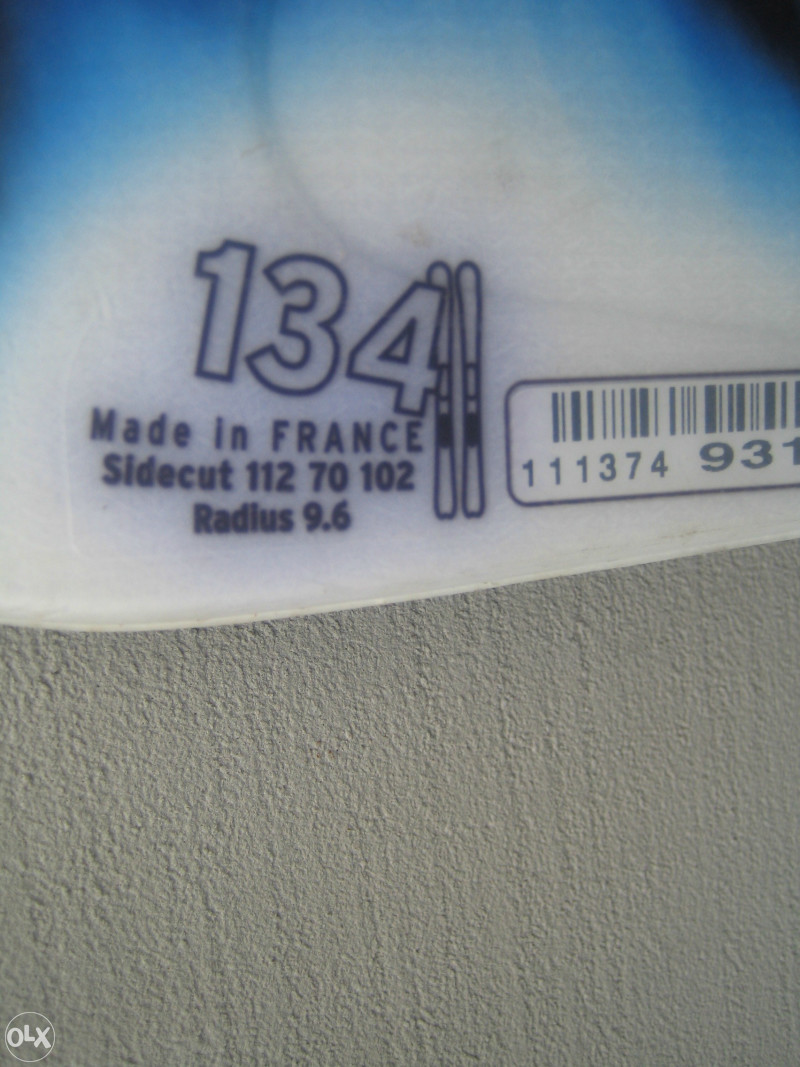 134
Made in FRANCE
Sidecut 112 70 102
Radius 9.6
111374 931
OLX